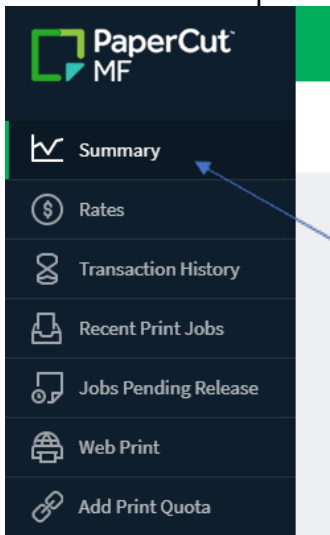 PaperCut
MF
Summary
Rates
Transaction History
Recent Print Jobs
Jobs Pending Release
Web Print
Add Print Quota